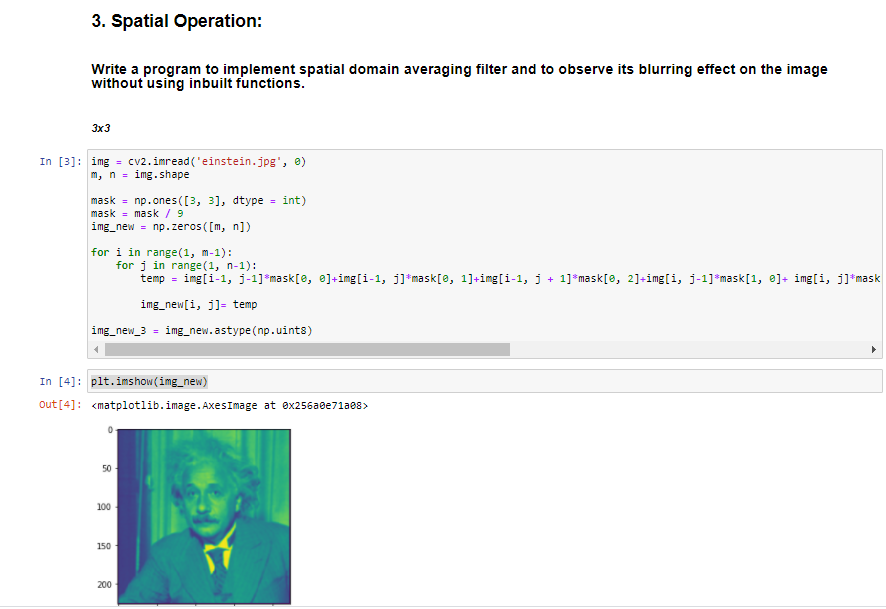 3. Spatial Operation:
Write a program to implement spatial domain averaging filter and to observe its blurring effect on the image
without using inbuilt functions.
3x3
In [3]: img = cv2.imread('einstein.jpg', 0)
m, n = img.shape
mask = np.ones([3, 3], dtype = int)
mask = mask / 9
img_new = np.zeros([m, n])
for i in range(1, m-1):
for j in range(1, n-1):
temp = img[i-1, j-1]*mask[0, 0]+img[i-1, j]*mask[0, 1]+img[i-1, j + 1]*mask[0, 2]+img[i, j-1]*mask[1, 0]+ img[i, j]*mask
img_new[i, j]= temp
img_new_3 = img_new.astype(np.uint8)
In [4]: plt.imshow(img_new)
Out[4]: <matplotlib.image.AxesImage at 0x256a0e71a08>
0
50
100
150
200